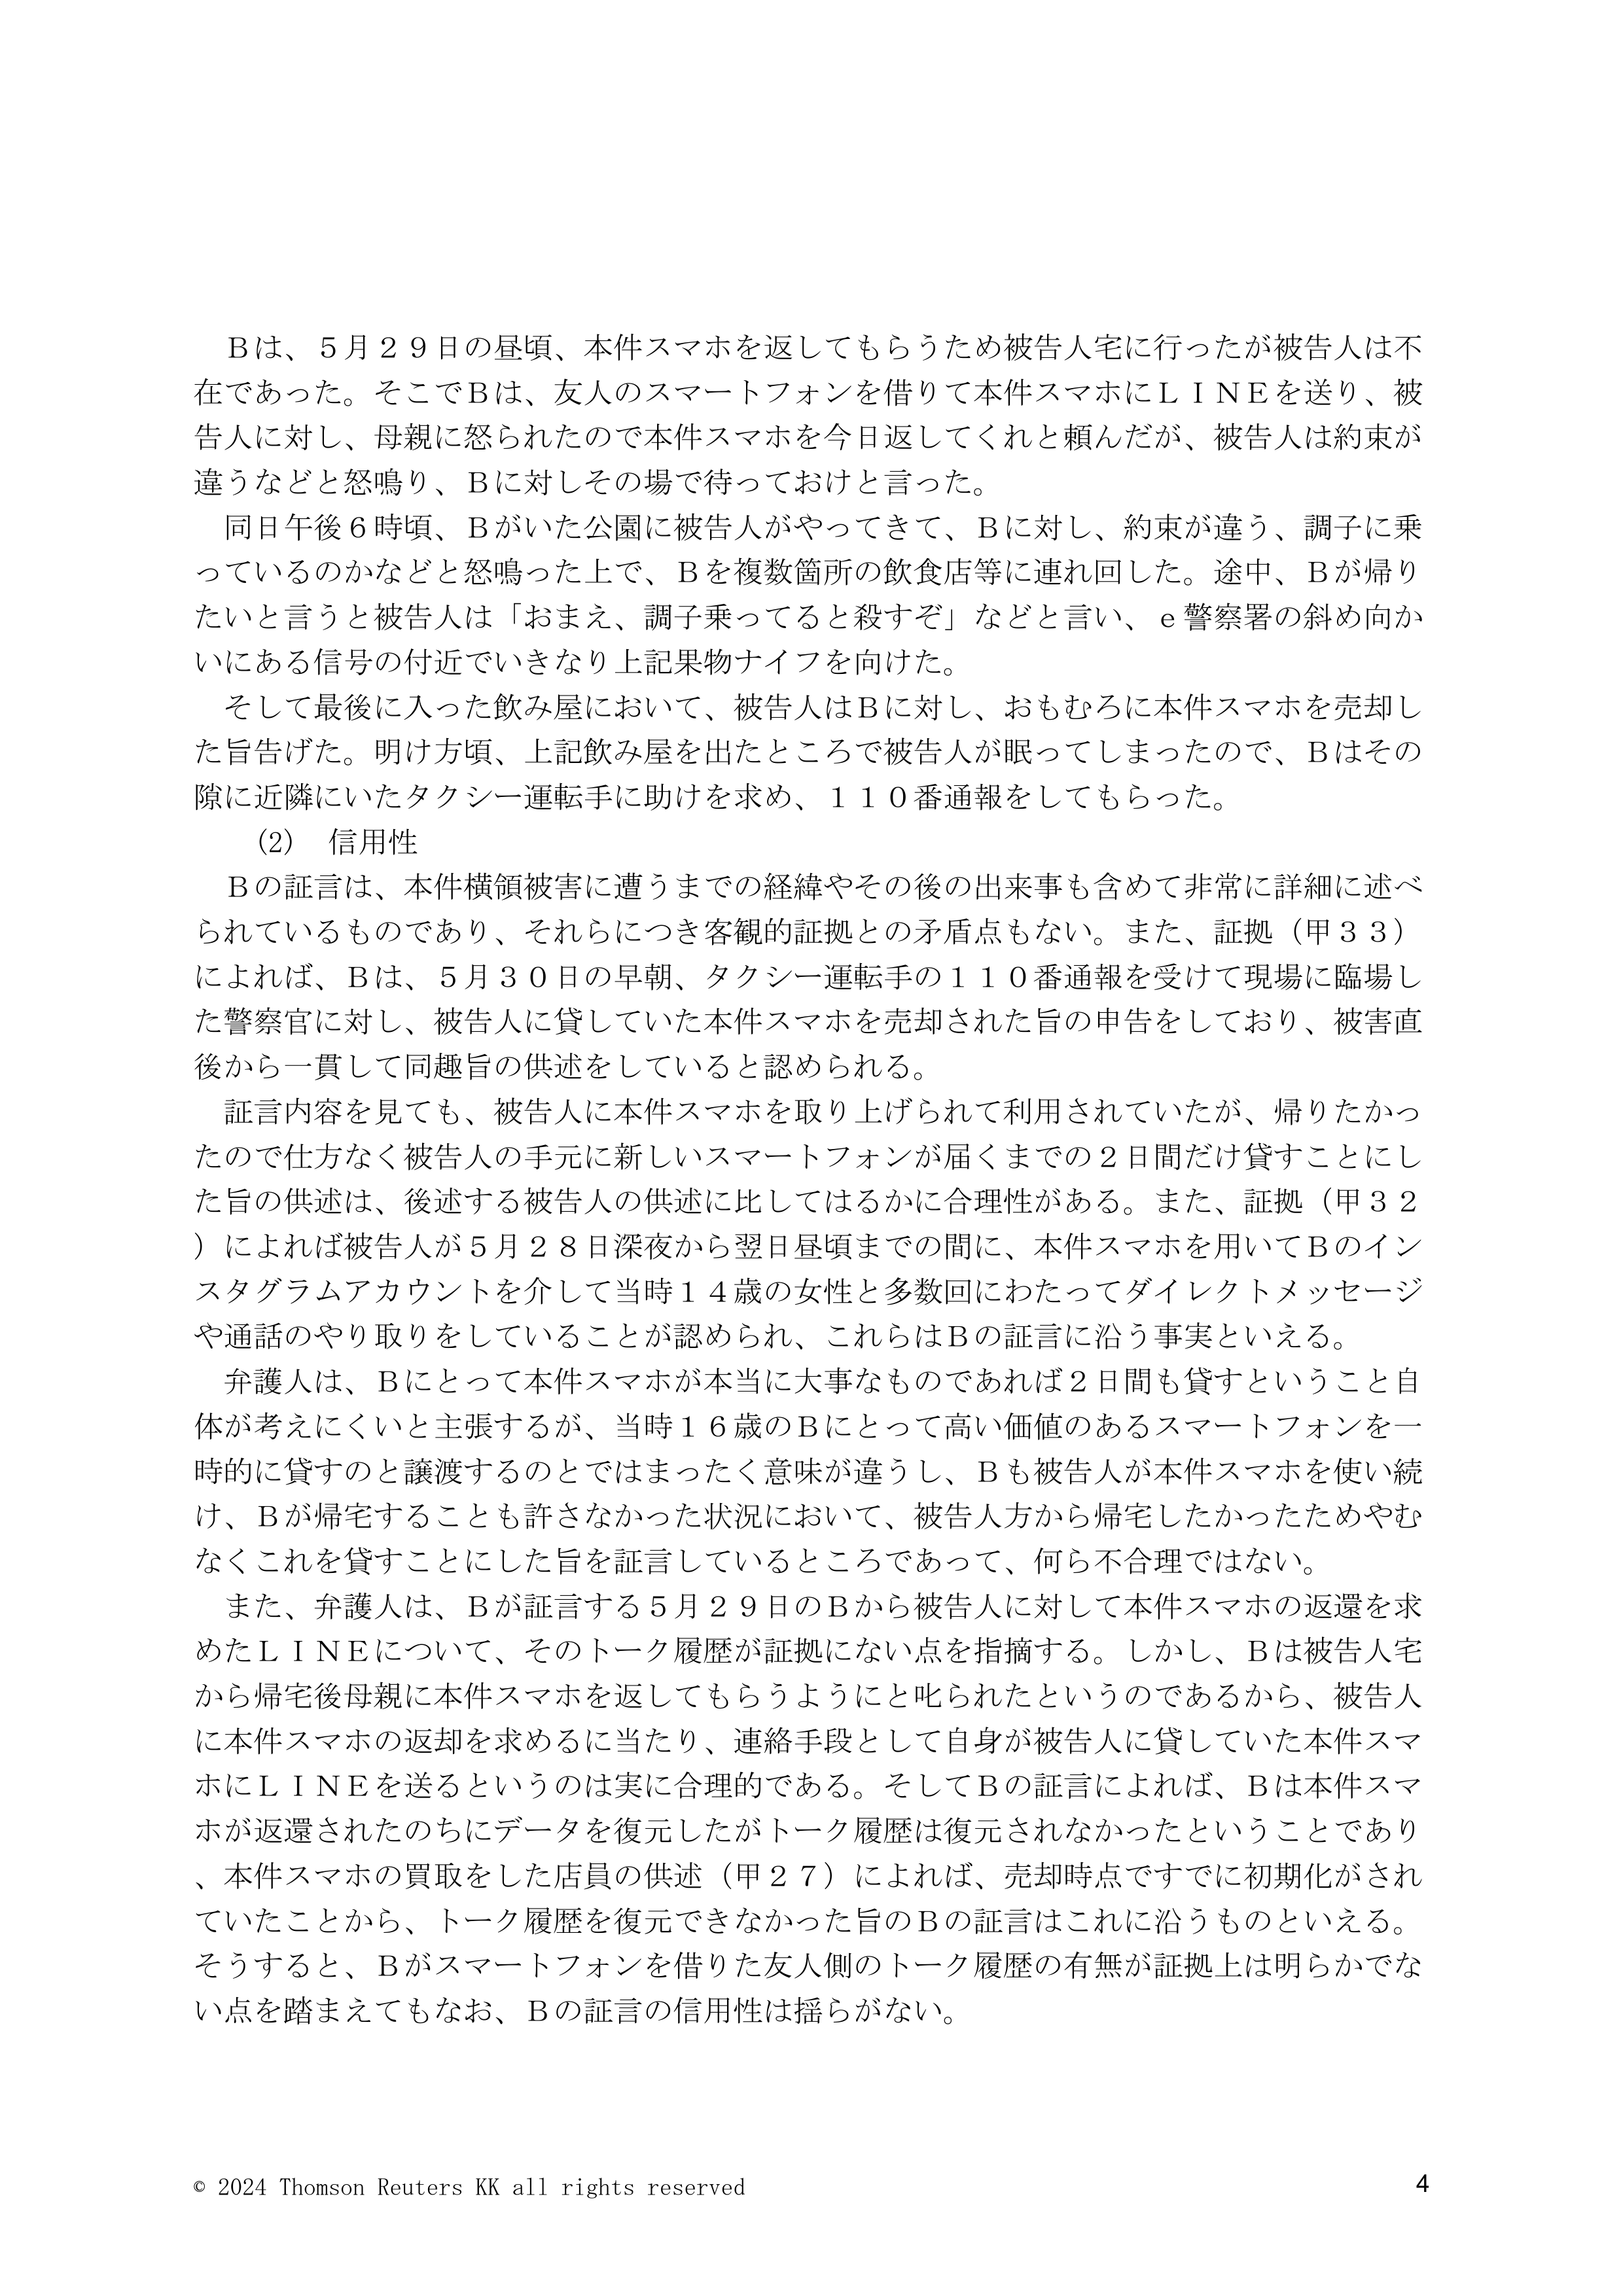 Ｂは、５月２９日の昼頃、本件スマホを返してもらうため被告人宅に行ったが被告人は不
在であった。そこでＢは、友人のスマートフォンを借りて本件スマホにＬＩＮＥを送り、被
告人に対し、母親に怒られたので本件スマホを今日返してくれと頼んだが、被告人は約束が
違うなどと怒鳴り、Ｂに対しその場で待っておけと言った。
　同日午後６時頃、Ｂがいた公園に被告人がやってきて、Ｂに対し、約束が違う、調子に乗
っているのかなどと怒鳴った上で、Ｂを複数箇所の飲食店等に連れ回した。途中、Ｂが帰り
たいと言うと被告人は「おまえ、調子乗ってると殺すぞ」などと言い、ｅ警察署の斜め向か
いにある信号の付近でいきなり上記果物ナイフを向けた。
　そして最後に入った飲み屋において、被告人はＢに対し、おもむろに本件スマホを売却し
た旨告げた。明け方頃、上記飲み屋を出たところで被告人が眠ってしまったので、Ｂはその
隙に近隣にいたタクシー運転手に助けを求め、１１０番通報をしてもらった。
　　(2)　信用性
　Ｂの証言は、本件横領被害に遭うまでの経緯やその後の出来事も含めて非常に詳細に述べ
られているものであり、それらにつき客観的証拠との矛盾点もない。また、証拠（甲３３）
によれば、Ｂは、５月３０日の早朝、タクシー運転手の１１０番通報を受けて現場に臨場し
た警察官に対し、被告人に貸していた本件スマホを売却された旨の申告をしており、被害直
後から一貫して同趣旨の供述をしていると認められる。
　証言内容を見ても、被告人に本件スマホを取り上げられて利用されていたが、帰りたかっ
たので仕方なく被告人の手元に新しいスマートフォンが届くまでの２日間だけ貸すことにし
た旨の供述は、後述する被告人の供述に比してはるかに合理性がある。また、証拠（甲３２
）によれば被告人が５月２８日深夜から翌日昼頃までの間に、本件スマホを用いてＢのイン
スタグラムアカウントを介して当時１４歳の女性と多数回にわたってダイレクトメッセージ
や通話のやり取りをしていることが認められ、これらはＢの証言に沿う事実といえる。
　弁護人は、Ｂにとって本件スマホが本当に大事なものであれば２日間も貸すということ自
体が考えにくいと主張するが、当時１６歳のＢにとって高い価値のあるスマートフォンを一
時的に貸すのと譲渡するのとではまったく意味が違うし、Ｂも被告人が本件スマホを使い続
け、Ｂが帰宅することも許さなかった状況において、被告人方から帰宅したかったためやむ
なくこれを貸すことにした旨を証言しているところであって、何ら不合理ではない。
　また、弁護人は、Ｂが証言する５月２９日のＢから被告人に対して本件スマホの返還を求
めたＬＩＮＥについて、そのトーク履歴が証拠にない点を指摘する。しかし、Ｂは被告人宅
から帰宅後母親に本件スマホを返してもらうようにと叱られたというのであるから、被告人
に本件スマホの返却を求めるに当たり、連絡手段として自身が被告人に貸していた本件スマ
ホにＬＩＮＥを送るというのは実に合理的である。そしてＢの証言によれば、Ｂは本件スマ
ホが返還されたのちにデータを復元したがトーク履歴は復元されなかったということであり
、本件スマホの買取をした店員の供述（甲２７）によれば、売却時点ですでに初期化がされ
ていたことから、トーク履歴を復元できなかった旨のＢの証言はこれに沿うものといえる。
そうすると、Ｂがスマートフォンを借りた友人側のトーク履歴の有無が証拠上は明らかでな
い点を踏まえてもなお、Ｂの証言の信用性は揺らがない。
© 2024 Thomson Reuters KK all rights reserved
4